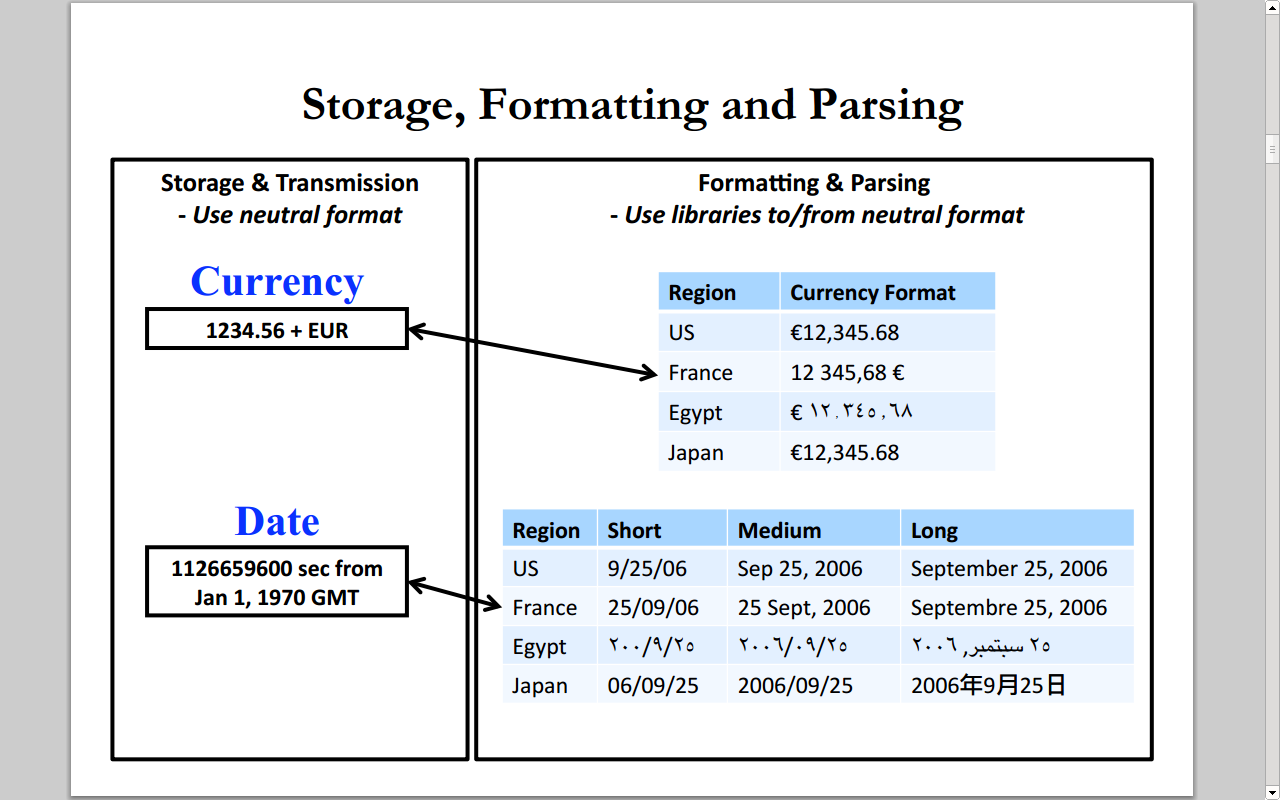 Storage, Formatting and Parsing
Storage & Transmission
- Use neutral format
Currency
1234.56 + EUR
Date
1126659600 sec from
Jan 1, 1970 GMT
Formatting & Parsing
- Use libraries to/from neutral format
Region Currency Format
US €12,345.68
France 12 345,68 €
Egypt € ١٢,٣٤٥,٦٨
Japan €12,345.68
Region Short Medium Long
US 9/25/06 Sep 25, 2006 September 25, 2006
France 25/09/06 25 Sept, 2006 Septembre 25, 2006
Egypt ٢٠٠/٩/٢٥ ٢٠٠٦/٠٩/٢٥ ٢٥ سبتمبر, ٢٠٠٦
Japan 06/09/25 2006/09/25 2006年9月25日